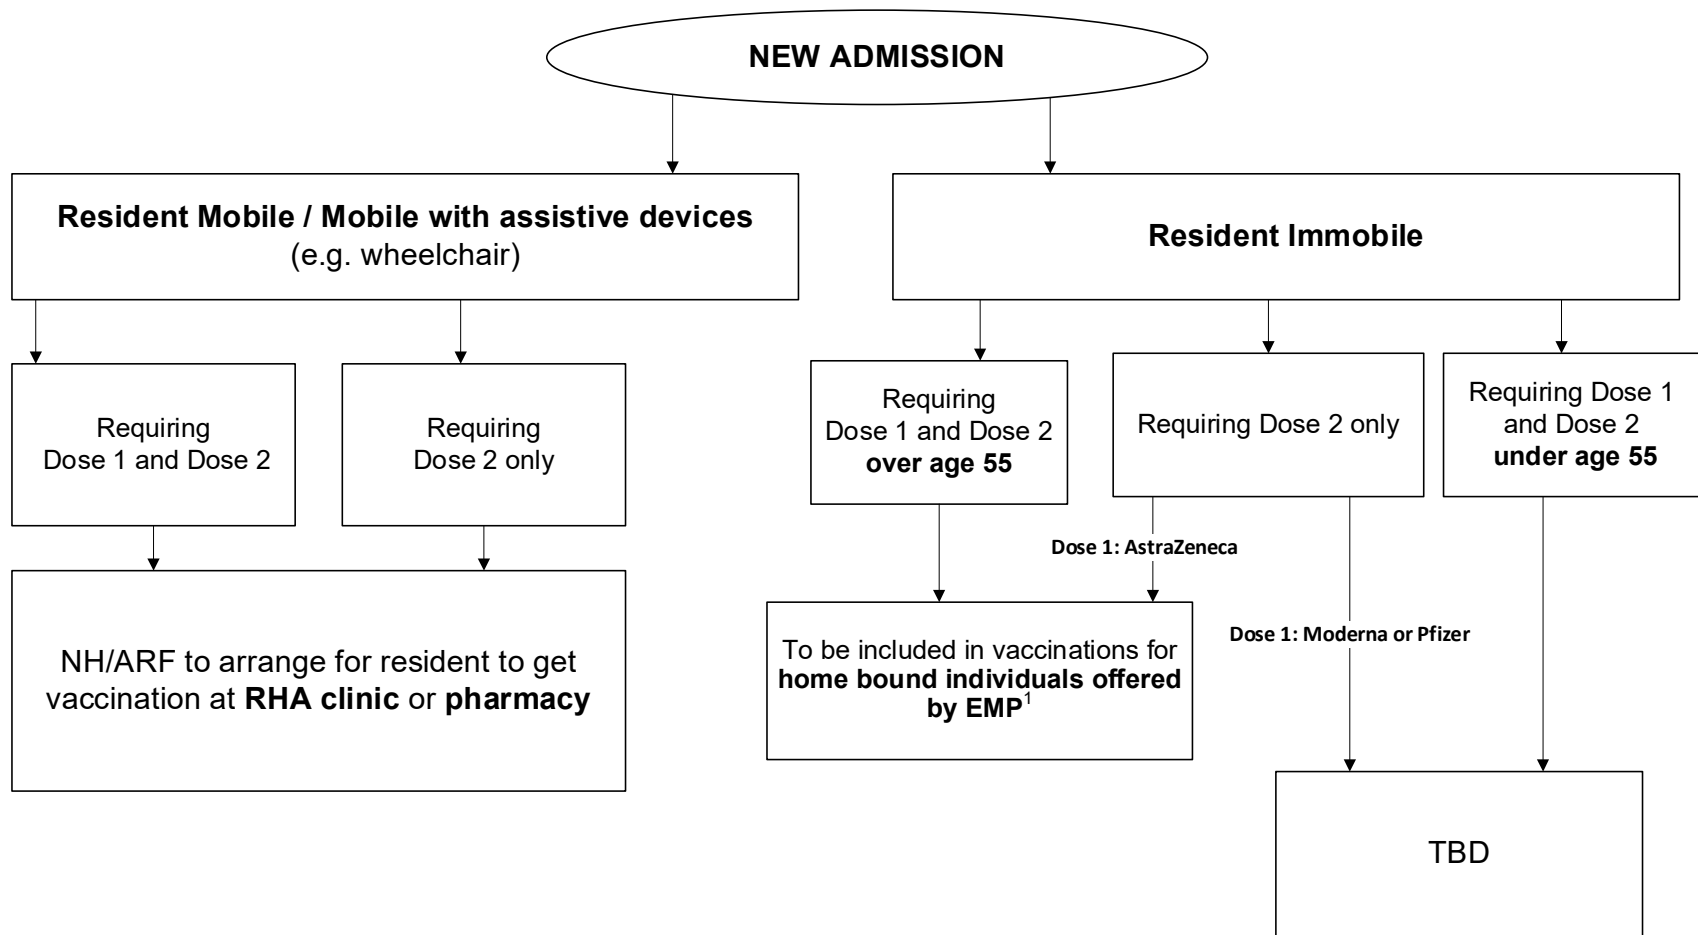 NEW ADMISSION
Resident Mobile / Mobile with assistive devices
(e.g. wheelchair)
Resident Immobile
Requiring
Dose 1 and Dose 2
Requiring
Dose 2 only
Requiring
Dose 1 and Dose 2
over age 55
Requiring Dose 2 only
Requiring Dose 1
and Dose 2
under age 55
Dose 1: AstraZeneca
Dose 1: Moderna or Pfizer
NH/ARF to arrange for resident to get
vaccination at RHA clinic or pharmacy
To be included in vaccinations for
home bound individuals offered
by EMP¹
TBD